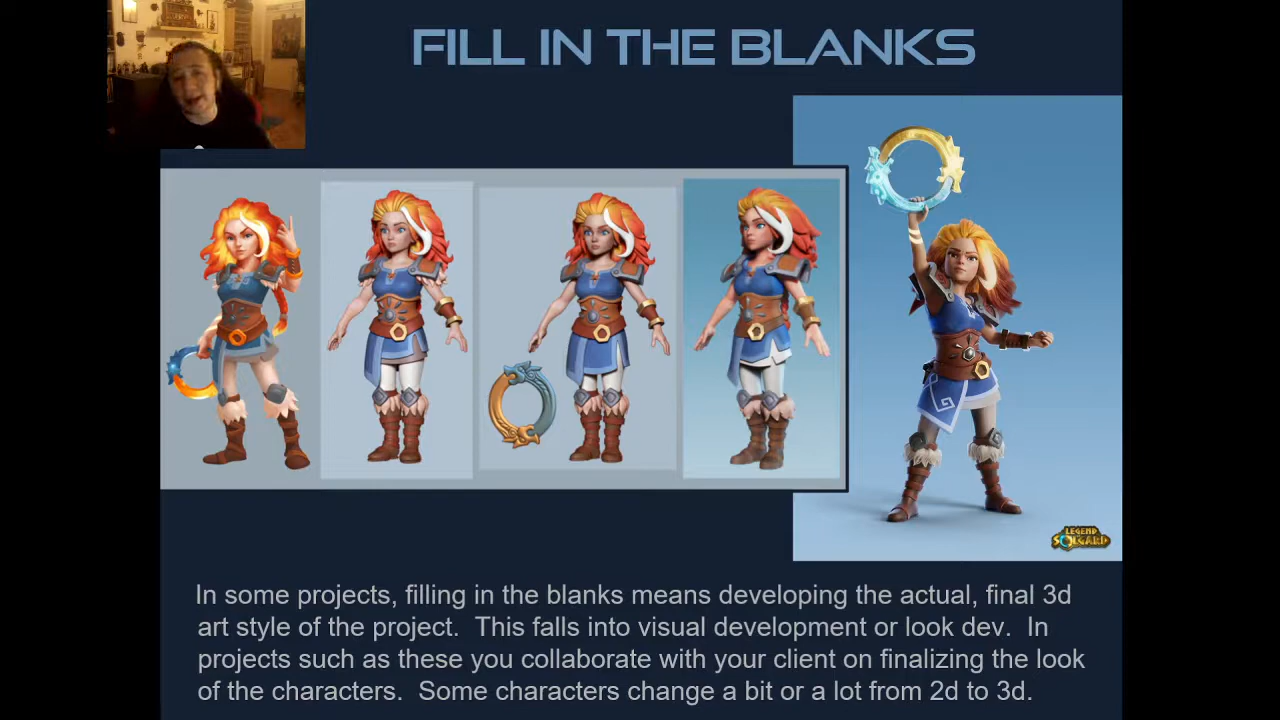 FILL IN THE BLANKS
LEGEND
SOLGARD
In some projects, filling in the blanks means developing the actual, final 3d
art style of the project. This falls into visual development or look dev. In
projects such as these you collaborate with your client on finalizing the look
of the characters. Some characters change a bit or a lot from 2d to 3d.